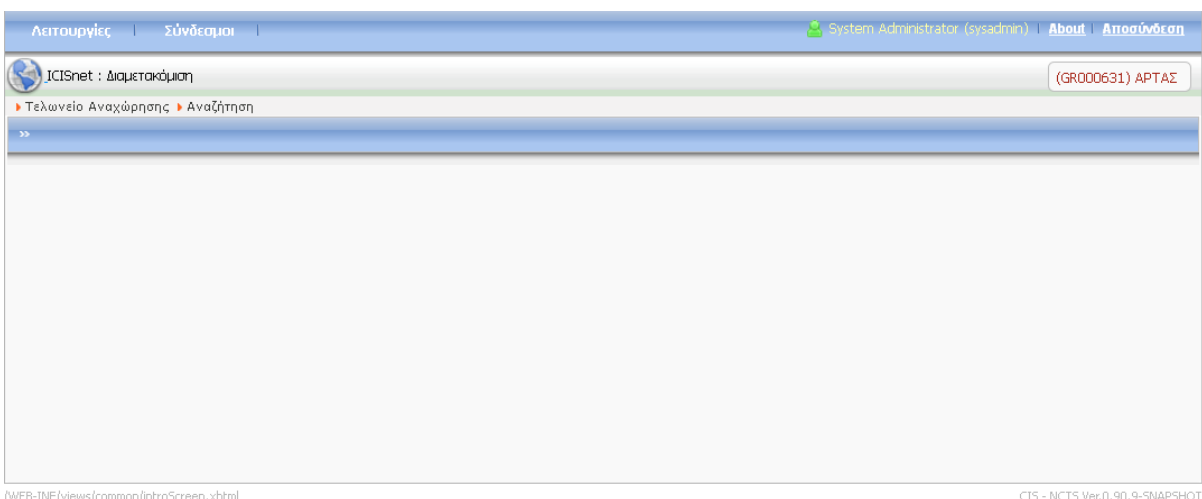 Λειτουργίες | Σύνδεσμοι | System Administrator (sysadmin) | About | Αποσύνδεση
ICISnet : Διαμετακόμιση (GR000631) ΑΡΤΑΣ
Τελωνείο Αναχώρησης Αναζήτηση
»
/WEB-INF/views/common/introScreen.xhtml CIS - NCTS Ver.0.90.9-SNAPSHOT